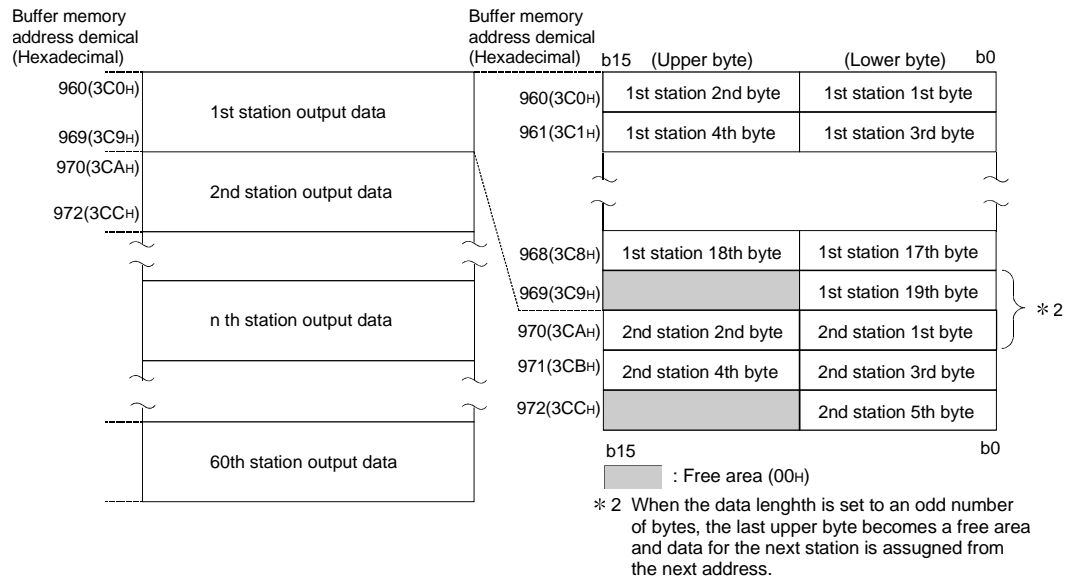 Buffer memory
address demical
(Hexadecimal)
960(3C0H)
969(3C9H)
970(3CAH)
972(3CCH)
1st station output data
2nd station output data
n th station output data
60th station output data
Buffer memory
address demical
(Hexadecimal)
b15 (Upper byte) (Lower byte) b0
960(3C0H) 1st station 2nd byte 1st station 1st byte
961(3C1H) 1st station 4th byte 1st station 3rd byte
968(3C8H) 1st station 18th byte 1st station 17th byte
969(3C9H) 1st station 19th byte
970(3CAH) 2nd station 2nd byte 2nd station 1st byte
971(3CBH) 2nd station 4th byte 2nd station 3rd byte
972(3CCH) 2nd station 5th byte
b15 b0
＊2
: Free area (00H)
＊2 When the data lenghth is set to an odd number
of bytes, the last upper byte becomes a free area
and data for the next station is assugned from
the next address.